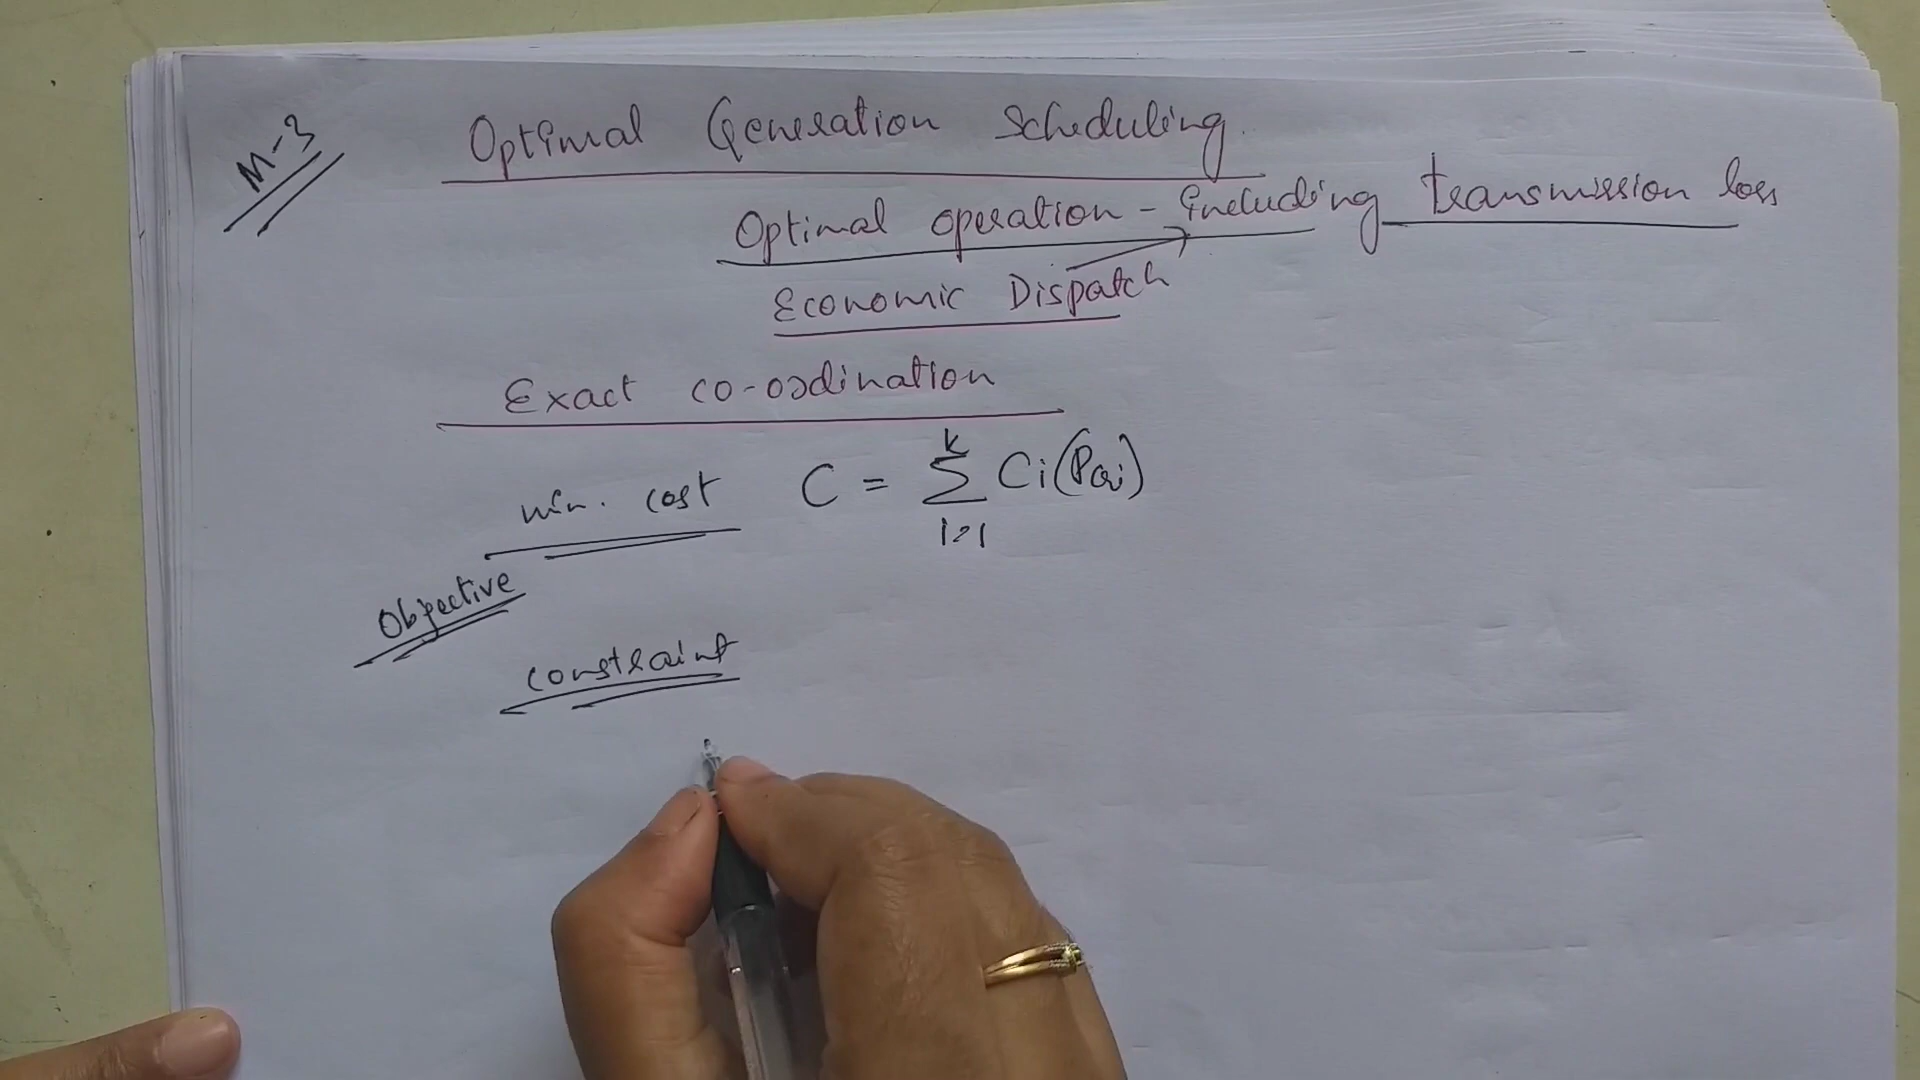 M-3
Optimal Generation Scheduling
Optimal operation - including transmission loss
Economic Dispatch
Exact co-ordination
min. cost C = k Σ i=1 Ci(PGi)
Objective
constraint